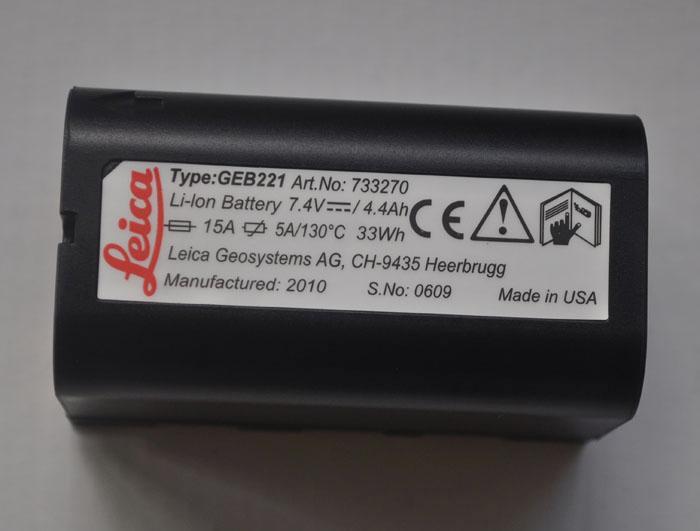 Leica
Type:GEB221 Art.No: 733270
Li-Ion Battery 7.4V⎓/ 4.4Ah
15A 5A/130°C 33Wh
CE
Leica Geosystems AG, CH-9435 Heerbrugg
Manufactured: 2010 S.No: 0609 Made in USA